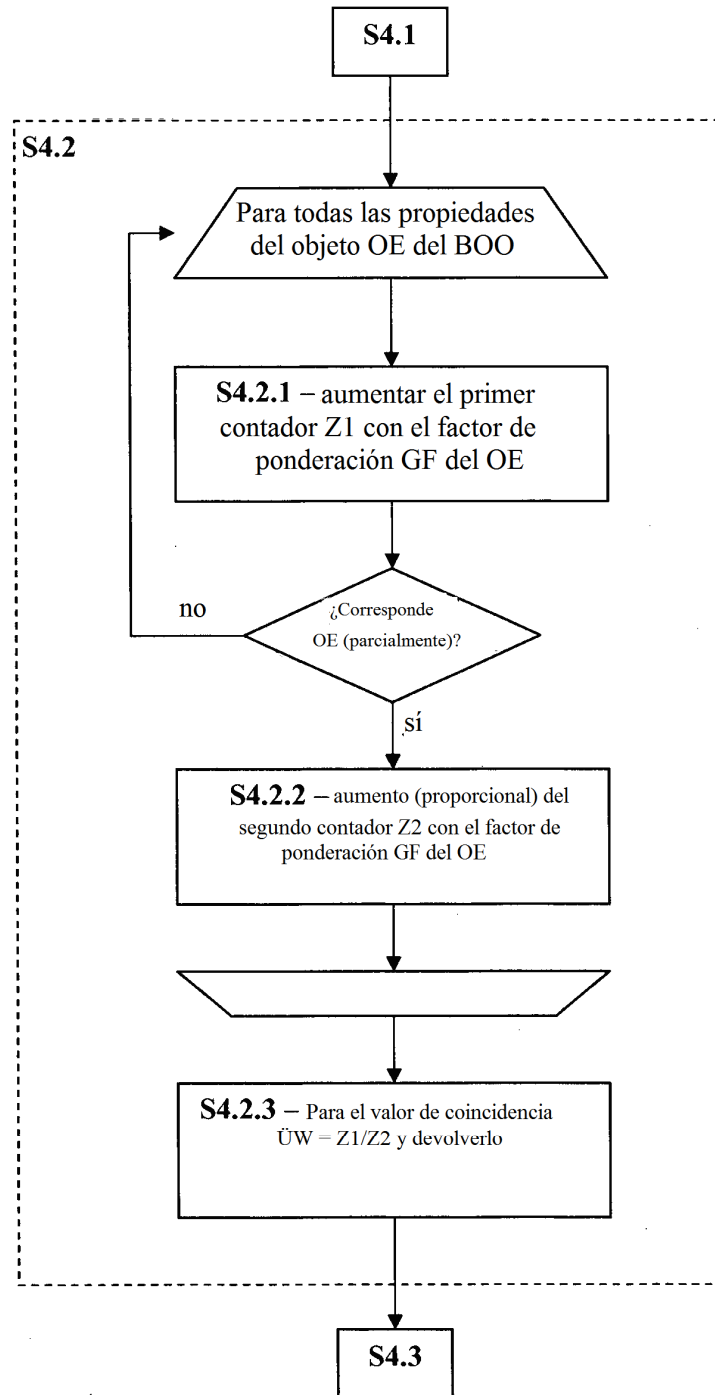 S4.1
S4.2
Para todas las propiedades
del objeto OE del BOO
S4.2.1 – aumentar el primer
contador Z1 con el factor de
ponderación GF del OE
no
¿Corresponde
OE (parcialmente)?
sí
S4.2.2 – aumento (proporcional) del
segundo contador Z2 con el factor de
ponderación GF del OE
S4.2.3 – Para el valor de coincidencia
ÜW = Z1/Z2 y devolverlo
S4.3